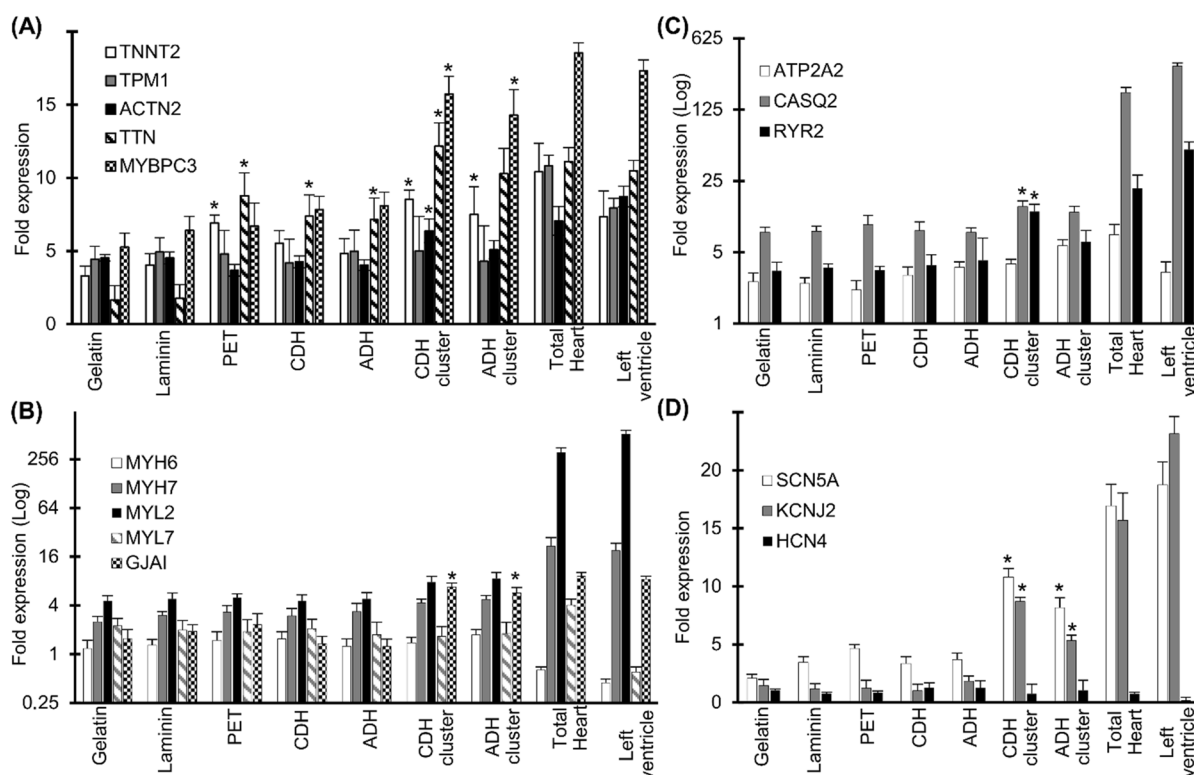 (A)
TNNT2
TPM1
ACTN2
TTN
MYBPC3
15
10
5
0
Fold expression
* * * * * * * * * *
Gelatin
Laminin
PET
CDH
ADH
CDH
cluster
ADH
cluster
Total
Heart
Left
ventricle
(B)
MYH6
MYH7
MYL2
MYL7
GJAI
256
64
16
4
1
0.25
Fold expression (Log)
* *
Gelatin
Laminin
PET
CDH
ADH
CDH
cluster
ADH
cluster
Total
Heart
Left
ventricle
(C)
ATP2A2
CASQ2
RYR2
625
125
25
5
1
Fold expression (Log)
* *
Gelatin
Laminin
PET
CDH
ADH
CDH
cluster
ADH
cluster
Total
Heart
Left
ventricle
(D)
SCN5A
KCNJ2
HCN4
20
15
10
5
0
Fold expression
* * * *
Gelatin
Laminin
PET
CDH
ADH
CDH
cluster
ADH
cluster
Total
Heart
Left
ventricle